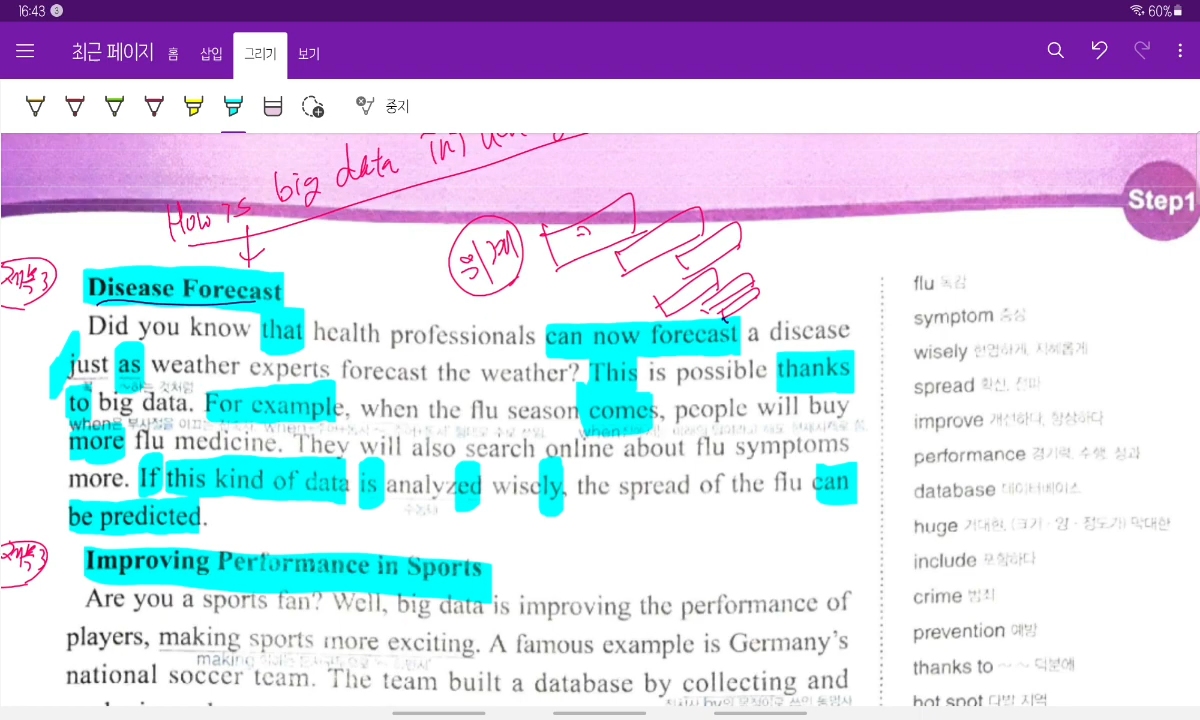 16:43 3 60%
최근 페이지 홈 삽입 그리기 보기
중지
How is big data
Step1
Disease Forecast
Did you know that health professionals can now forecast a disease
just as weather experts forecast the weather? This is possible thanks
~하는 것처럼
to big data. For example, when the flu season comes, people will buy
more flu medicine. They will also search online about flu symptoms
more. If this kind of data is analyzed wisely, the spread of the flu can
수동태
be predicted.
Improving Performance in Sports
Are you a sports fan? Well, big data is improving the performance of
players, making sports more exciting. A famous example is Germany's
making
national soccer team. The team built a database by collecting and
flu 독감
symptom 증상
wisely 현명하게, 지혜롭게
spread 확산, 전파
improve 개선하다, 향상하다
performance 경기력, 수행, 성과
database 데이터베이스
huge 거대한, (크기·양·정도가) 막대한
include 포함하다
crime 범죄
prevention 예방
thanks to ~ ~ 덕분에
hot spot 다발 지역